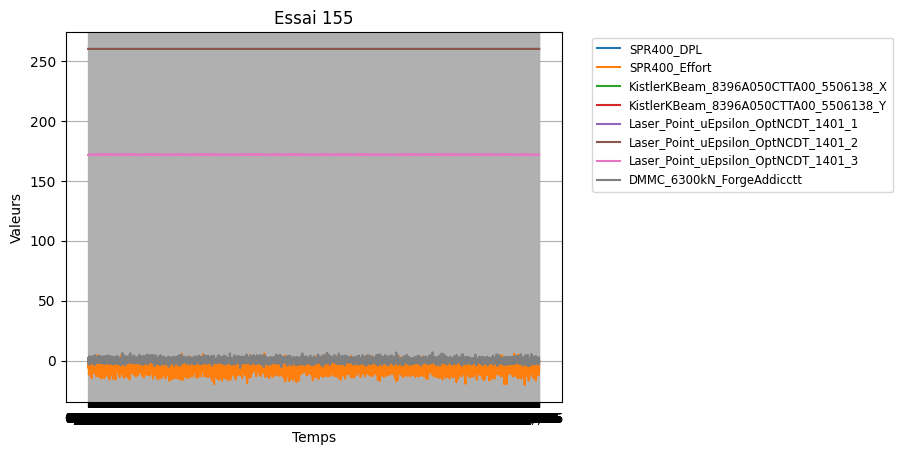 Essai 155
250
200
150
100
50
0
Valeurs
Temps
SPR400_DPL
SPR400_Effort
KistlerKBeam_8396A050CTTA00_5506138_X
KistlerKBeam_8396A050CTTA00_5506138_Y
Laser_Point_uEpsilon_OptNCDT_1401_1
Laser_Point_uEpsilon_OptNCDT_1401_2
Laser_Point_uEpsilon_OptNCDT_1401_3
DMMC_6300kN_ForgeAddicctt